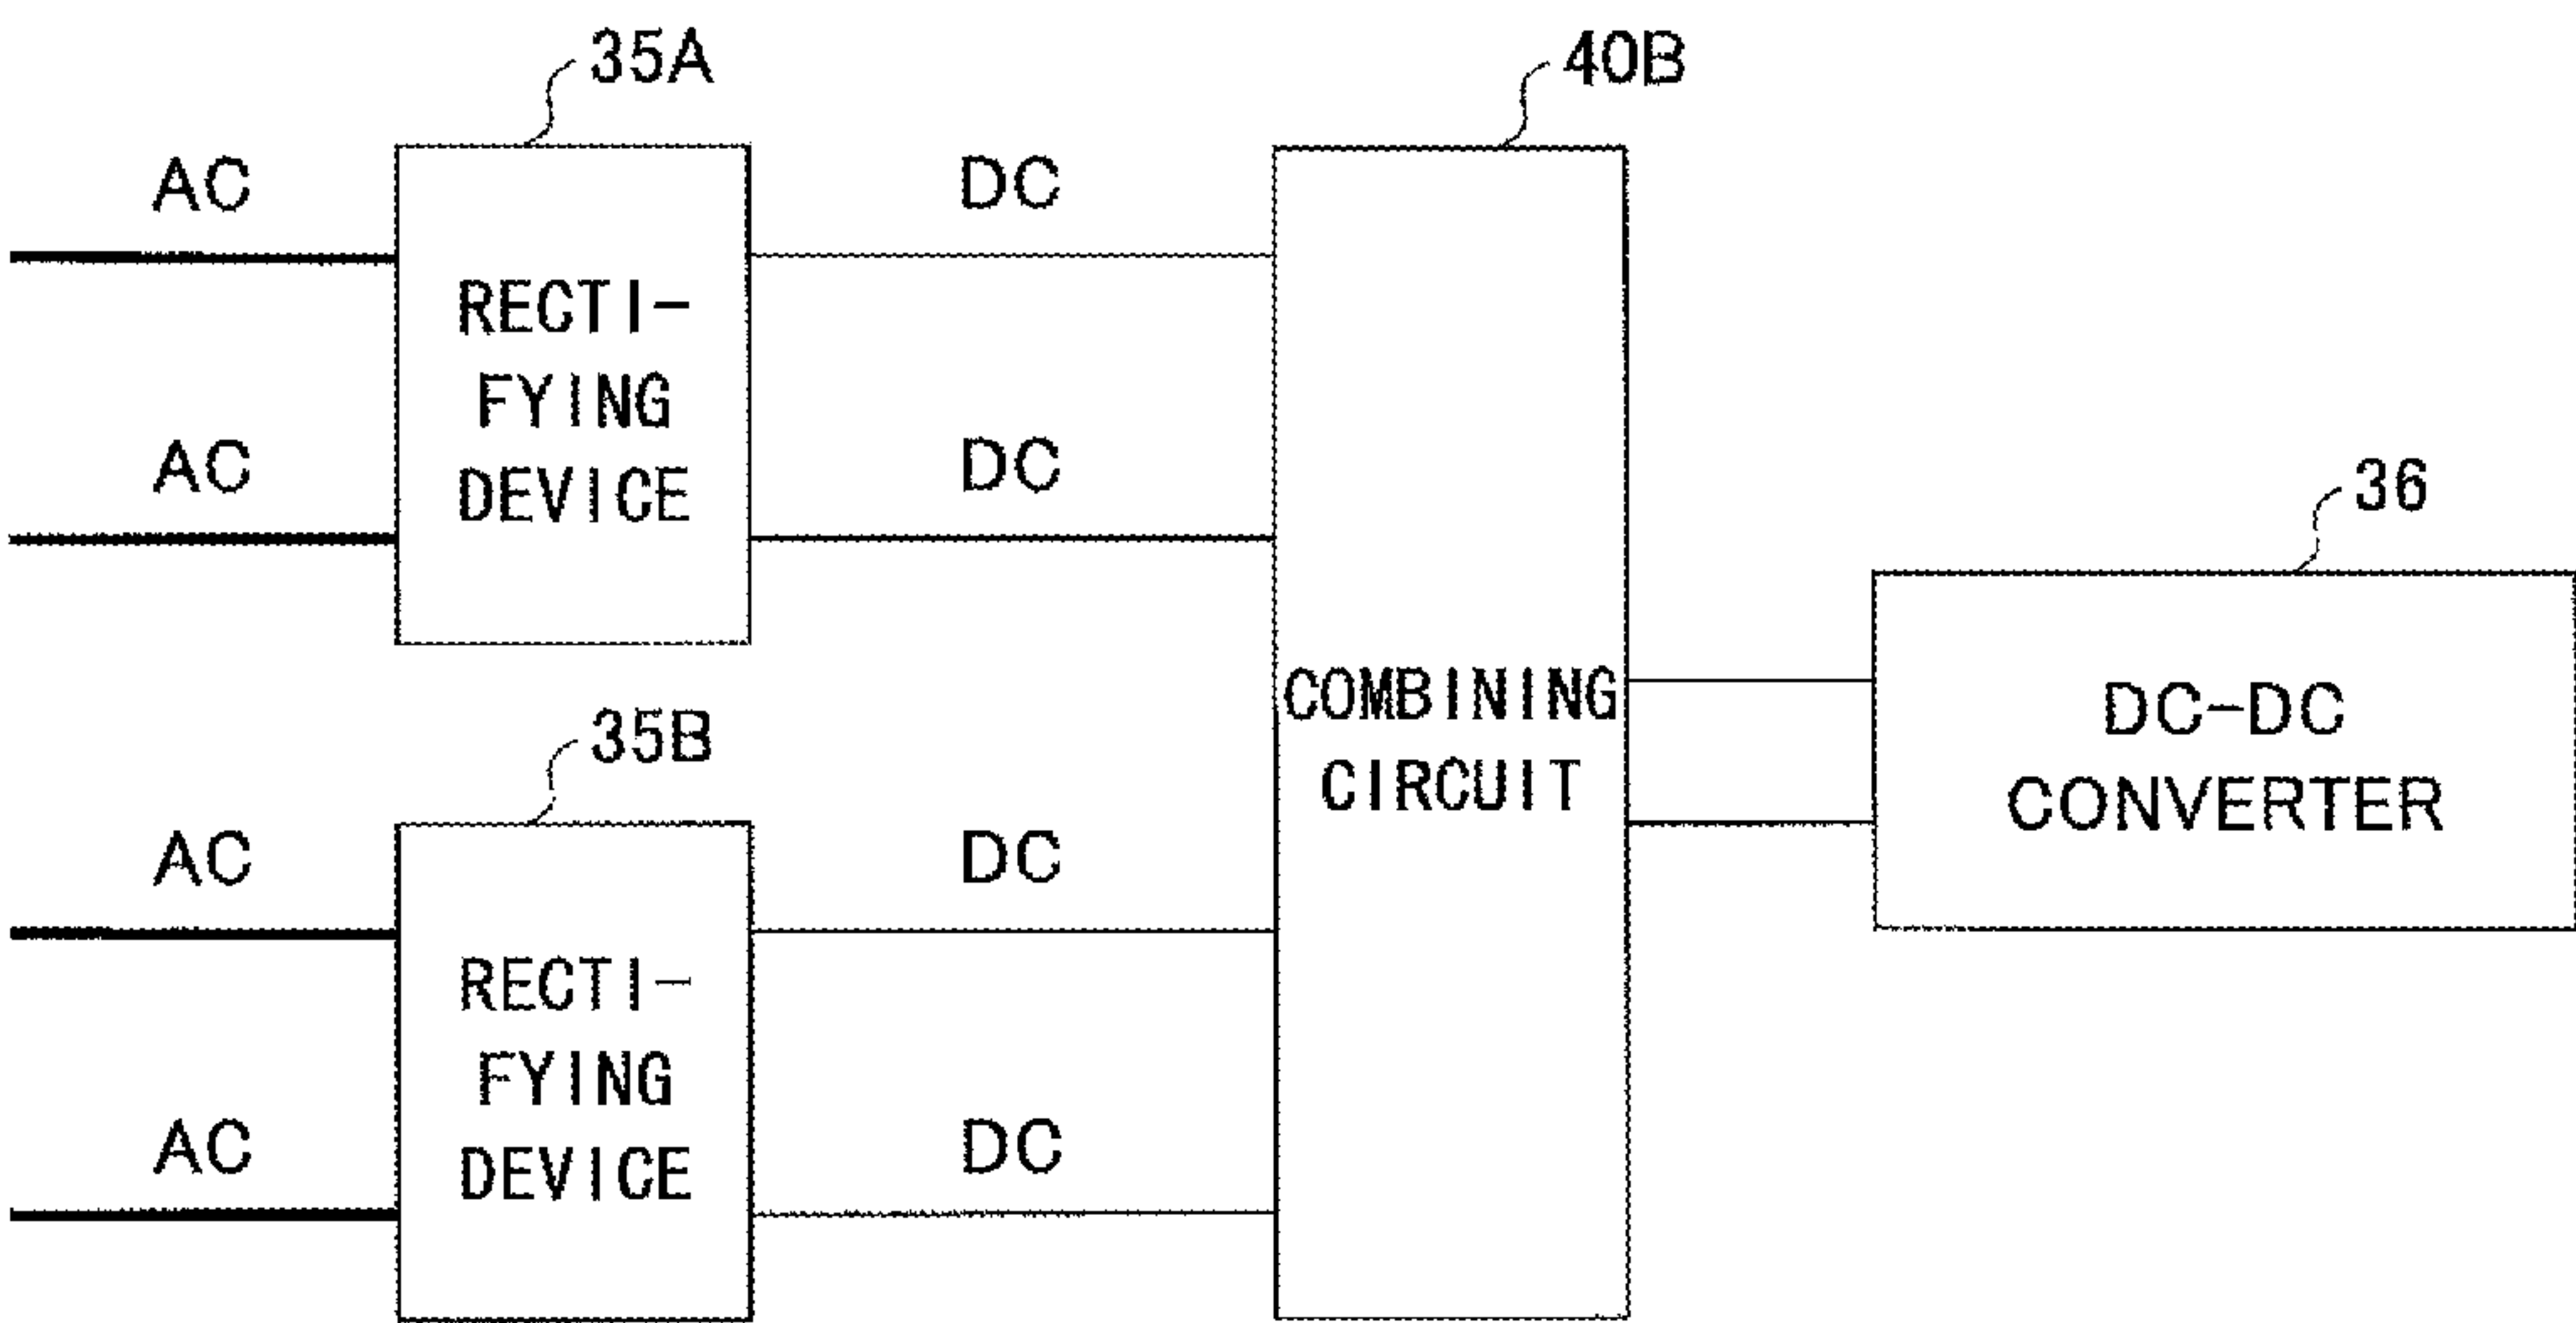 35A
40B
AC
DC
RECTI-
FYING
DEVICE
AC
DC
36
COMBINING
CIRCUIT
DC-DC
CONVERTER
35B
AC
DC
RECTI-
FYING
DEVICE
AC
DC